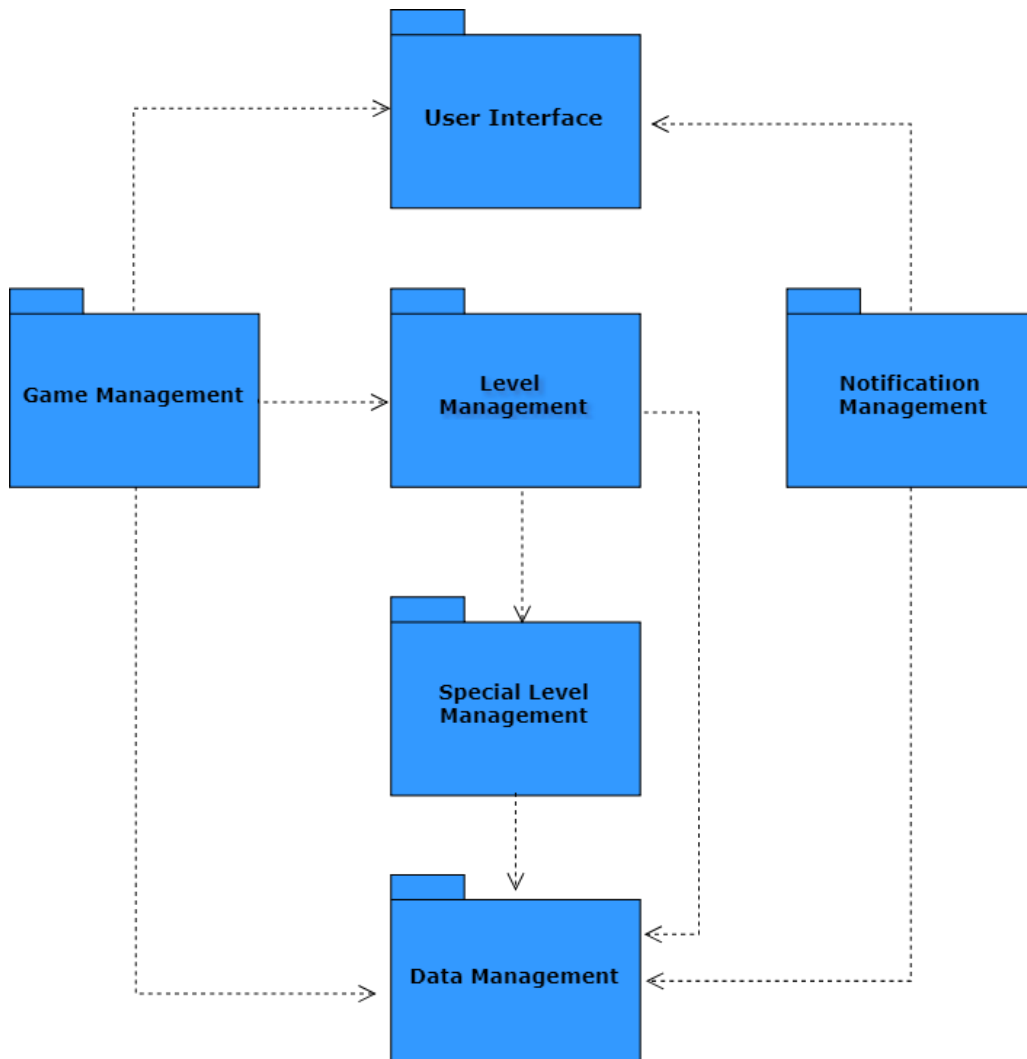 User Interface
Game Management
Level
Management
Notificatiion
Management
Special Level
Management
Data Management